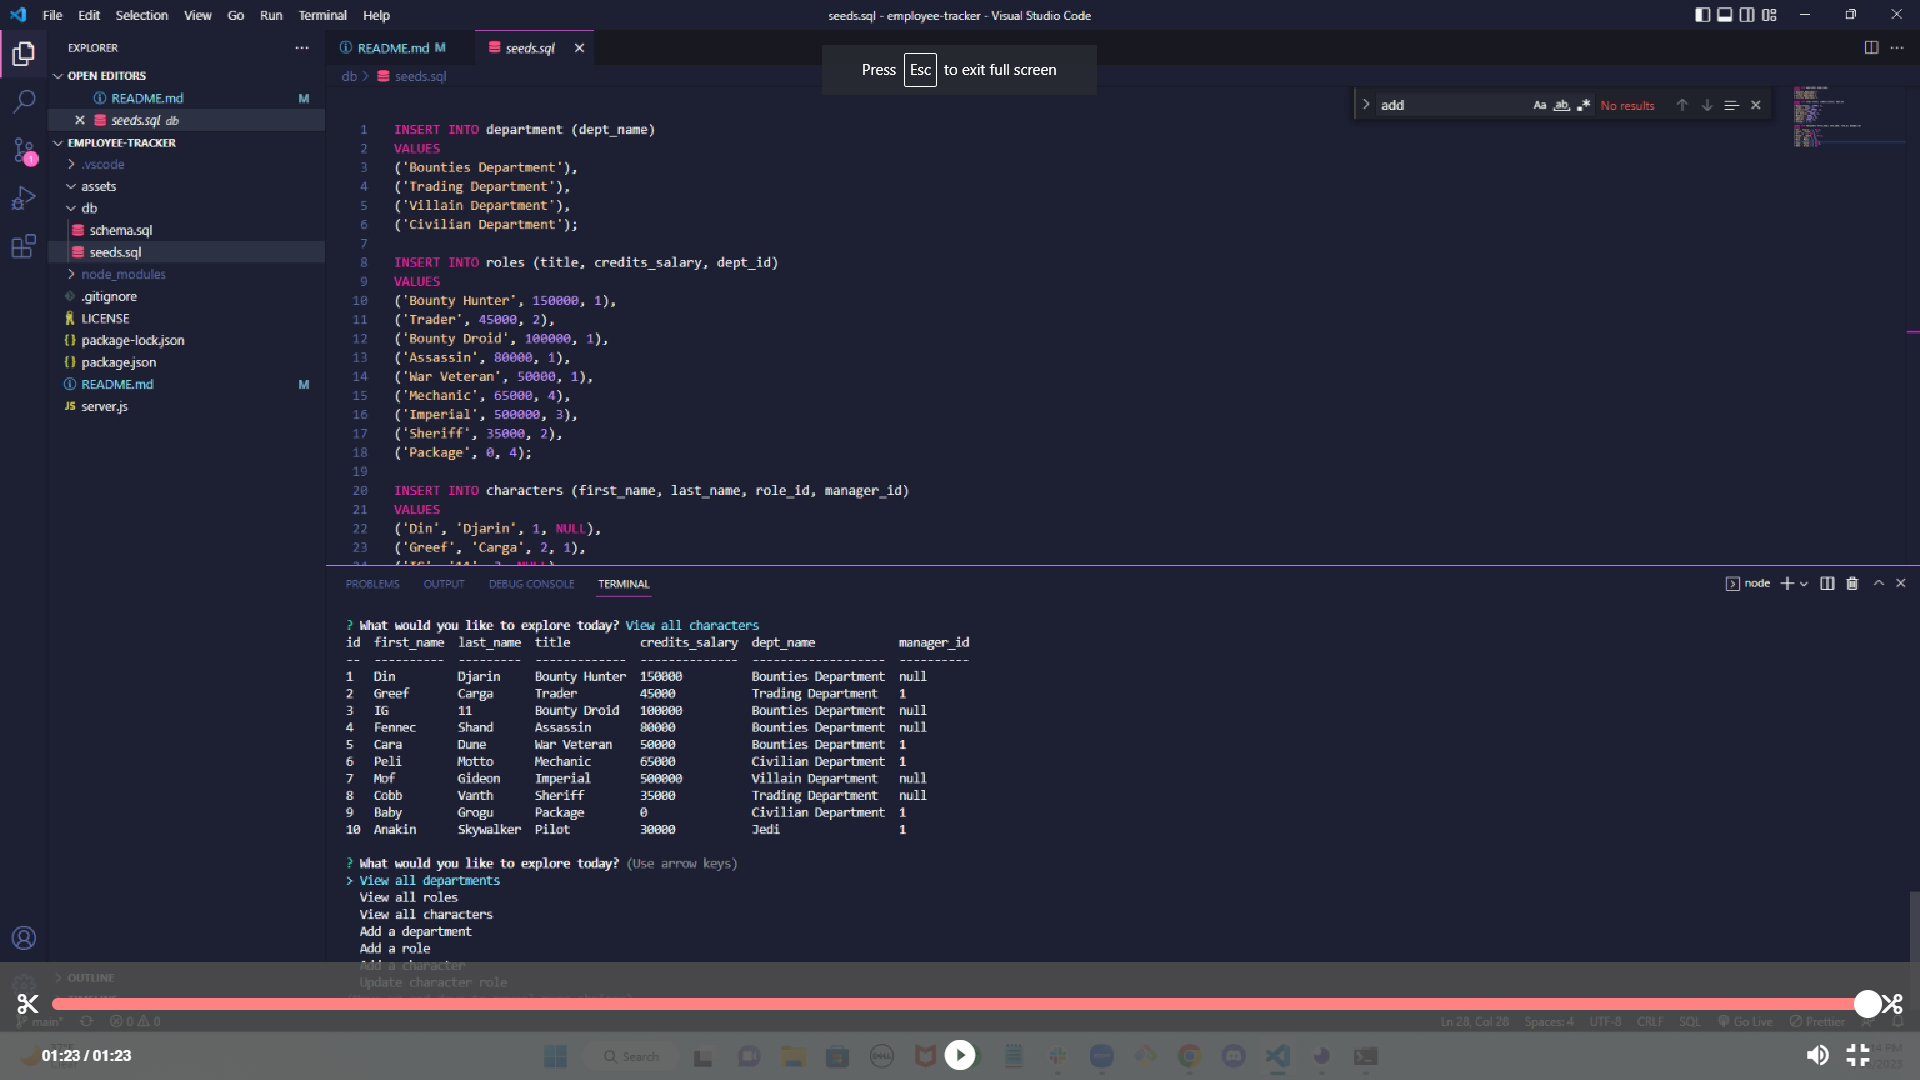 File Edit Selection View Go Run Terminal Help
seeds.sql - employee-tracker - Visual Studio Code
EXPLORER
README.md M
seeds.sql
Press Esc to exit full screen
OPEN EDITORS
README.md M
seeds.sql db
EMPLOYEE-TRACKER
.vscode
assets
db
schema.sql
seeds.sql
node_modules
.gitignore
LICENSE
package-lock.json
package.json
README.md M
JS server.js
1
db > seeds.sql
add
Aa ab No results
1 INSERT INTO department (dept_name)
2 VALUES
3 ('Bounties Department'),
4 ('Trading Department'),
5 ('Villain Department'),
6 ('Civilian Department');
7
8 INSERT INTO roles (title, credits_salary, dept_id)
9 VALUES
10 ('Bounty Hunter', 150000, 1),
11 ('Trader', 45000, 2),
12 ('Bounty Droid', 100000, 1),
13 ('Assassin', 80000, 1),
14 ('War Veteran', 50000, 1),
15 ('Mechanic', 65000, 4),
16 ('Imperial', 500000, 3),
17 ('Sheriff', 35000, 2),
18 ('Package', 0, 4);
19
20 INSERT INTO characters (first_name, last_name, role_id, manager_id)
21 VALUES
22 ('Din', 'Djarin', 1, NULL),
23 ('Greef', 'Carga', 2, 1),
PROBLEMS OUTPUT DEBUG CONSOLE TERMINAL
node
? What would you like to explore today? View all characters
id first_name last_name title credits_salary dept_name manager_id
-- ---------- --------- ------------- -------------- ------------------- ----------
1 Din Djarin Bounty Hunter 150000 Bounties Department null
2 Greef Carga Trader 45000 Trading Department 1
3 IG 11 Bounty Droid 100000 Bounties Department null
4 Fennec Shand Assassin 80000 Bounties Department null
5 Cara Dune War Veteran 50000 Bounties Department 1
6 Peli Motto Mechanic 65000 Civilian Department 1
7 Mof Gideon Imperial 500000 Villain Department null
8 Cobb Vanth Sheriff 35000 Trading Department null
9 Baby Grogu Package 0 Civilian Department 1
10 Anakin Skywalker Pilot 30000 Jedi 1
? What would you like to explore today? (Use arrow keys)
> View all departments
View all roles
View all characters
Add a department
Add a role
Add a character
Update character role
OUTLINE
main*
0 0
Ln 28, Col 28 Spaces: 4 UTF-8 CRLF SQL Go Live Prettier
01:23 / 01:23
Search
DELL